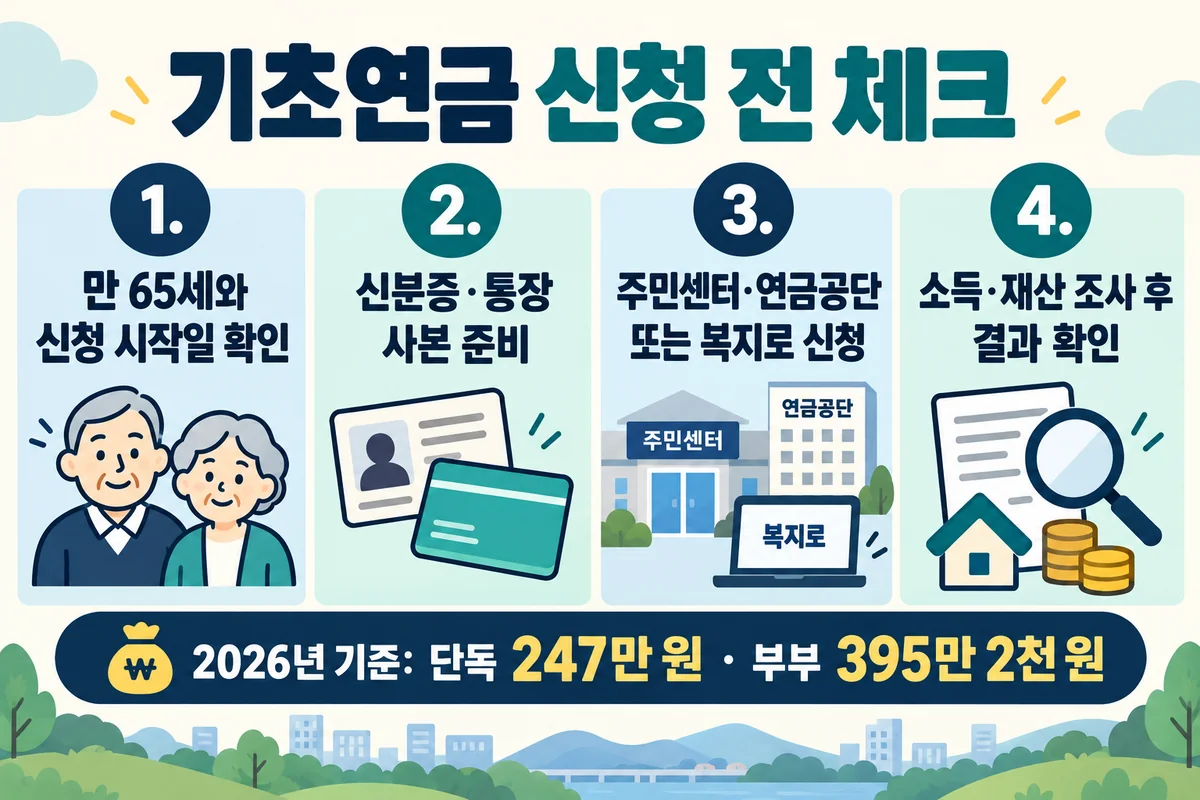 기초연금 신청 전 체크
1.
만 65세와
신청 시작일 확인
2.
신분증·통장
사본 준비
3.
주민센터·연금공단
또는 복지로 신청
연금공단
주민센터
복지로
4.
소득·재산 조사 후
결과 확인
₩
2026년 기준: 단독 247만 원 · 부부 395만 2천 원